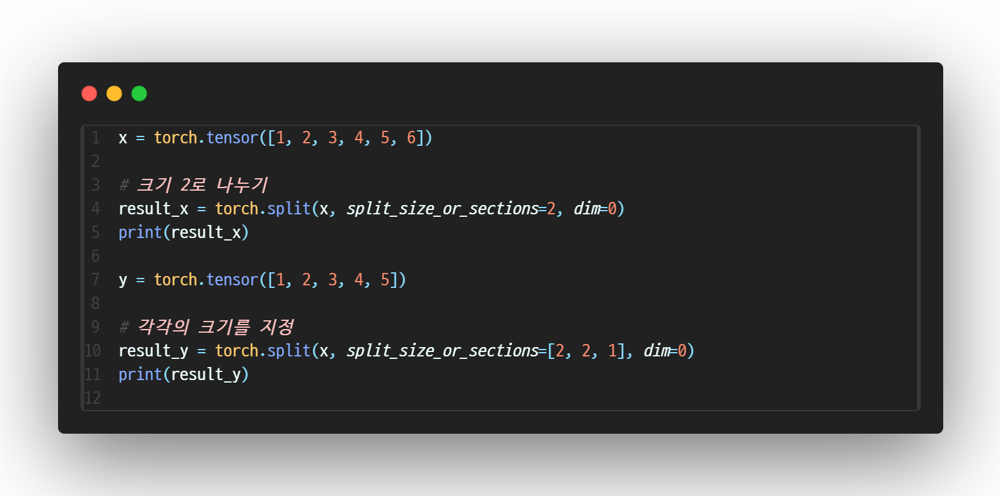 1 x = torch.tensor([1, 2, 3, 4, 5, 6])
2
3 # 크기 2로 나누기
4 result_x = torch.split(x, split_size_or_sections=2, dim=0)
5 print(result_x)
6
7 y = torch.tensor([1, 2, 3, 4, 5])
8
9 # 각각의 크기를 지정
10 result_y = torch.split(x, split_size_or_sections=[2, 2, 1], dim=0)
11 print(result_y)
12